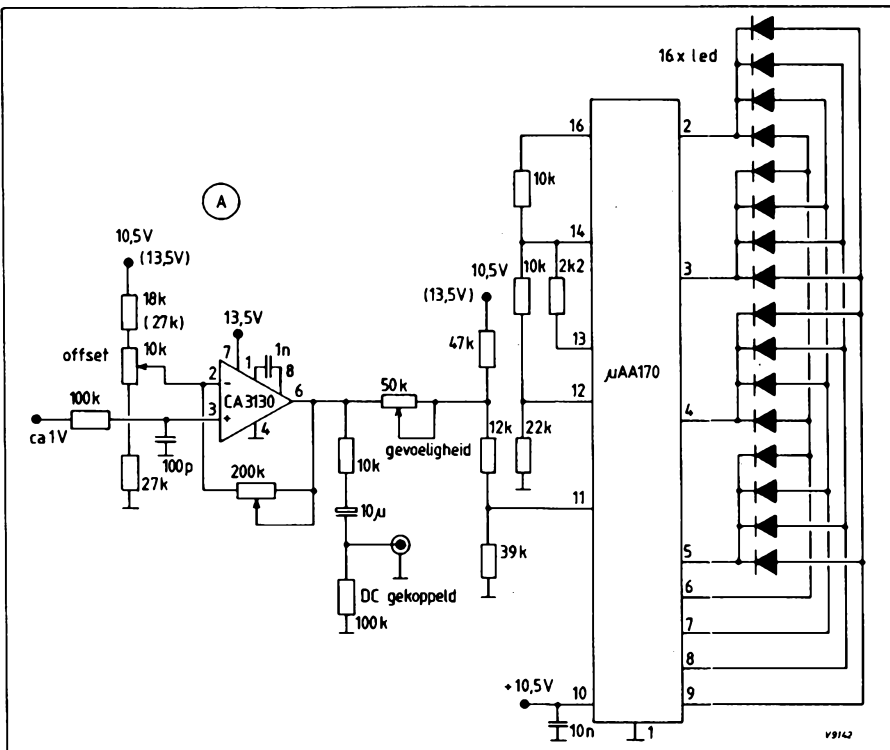 16x led
A
10,5V
(13,5V)
18k
(27k)
offset
10k
27k
100k
ca 1V
100p
13,5V
7
1
1n
8
2
-
CA3130
6
3
+
4
200k
50k
gevoeligheid
10k
10µ
DC gekoppeld
100k
10,5V
(13,5V)
47k
12k
39k
10k
10k
2k2
22k
16
14
13
12
11
10
+10,5V
10n
µAA170
1
2
3
4
5
6
7
8
9
V9142